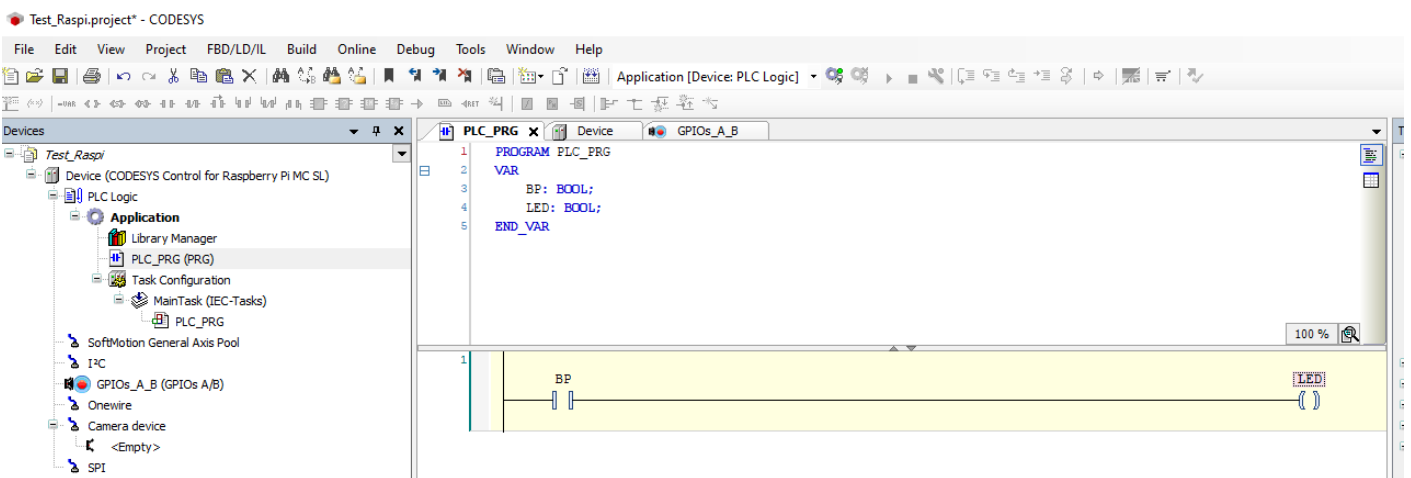 Test_Raspi.project* - CODESYS
File Edit View Project FBD/LD/IL Build Online Debug Tools Window Help
Application [Device: PLC Logic]
Devices
Test_Raspi
Device (CODESYS Control for Raspberry Pi MC SL)
PLC Logic
Application
Library Manager
PLC_PRG (PRG)
Task Configuration
MainTask (IEC-Tasks)
PLC_PRG
SoftMotion General Axis Pool
I²C
GPIOs_A_B (GPIOs A/B)
Onewire
Camera device
<Empty>
SPI
PLC_PRG Device GPIOs_A_B
1 PROGRAM PLC_PRG
2 VAR
3 BP: BOOL;
4 LED: BOOL;
5 END_VAR
100 %
1
BP LED